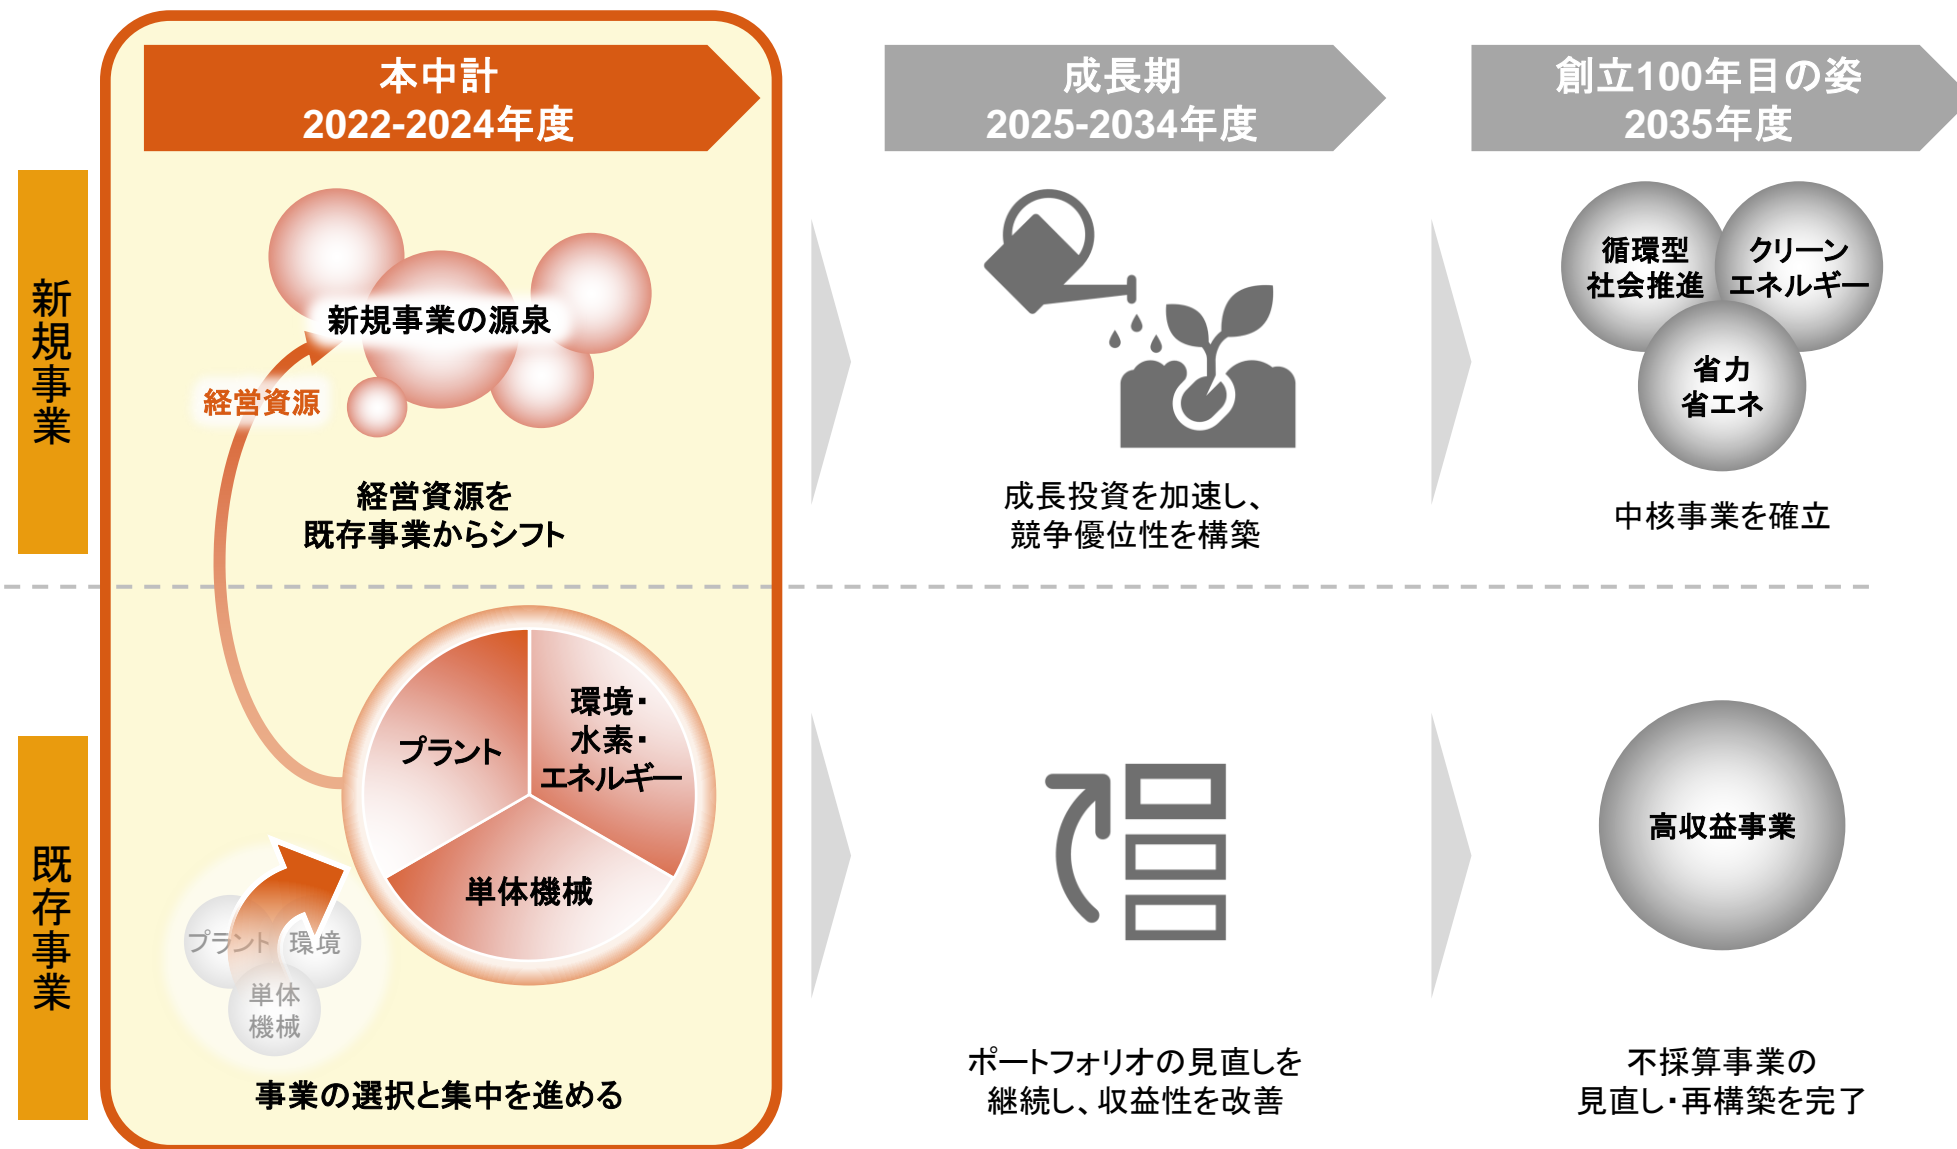 本中計
2022-2024年度
成長期
2025-2034年度
創立100年目の姿
2035年度
新規事業
新規事業の源泉
経営資源
経営資源を
既存事業からシフト
成長投資を加速し、
競争優位性を構築
循環型
社会推進
クリーン
エネルギー
省力
省エネ
中核事業を確立
既存事業
プラント
環境・
水素・
エネルギー
単体機械
プラント
環境
単体
機械
事業の選択と集中を進める
ポートフォリオの見直しを
継続し、収益性を改善
高収益事業
不採算事業の
見直し・再構築を完了